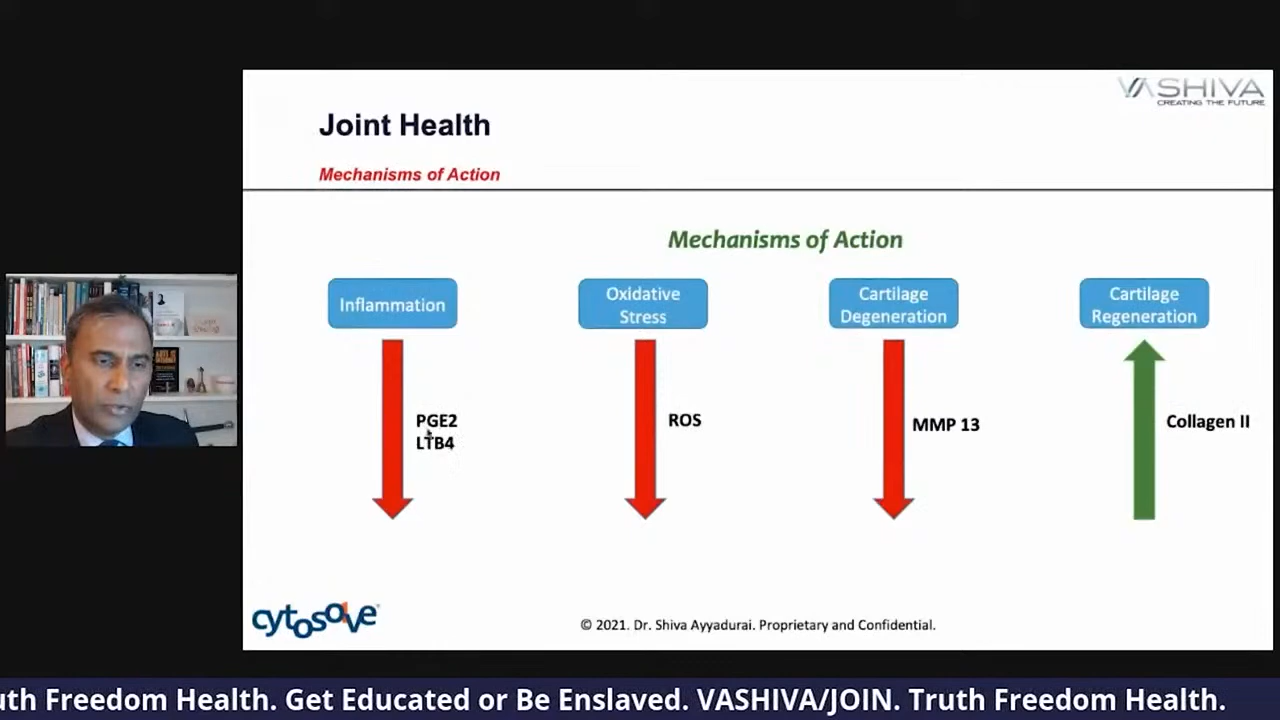 VASHIVA
CREATING THE FUTURE
Joint Health
Mechanisms of Action
Mechanisms of Action
Inflammation
Oxidative
Stress
Cartilage
Degeneration
Cartilage
Regeneration
PGE2
LTB4
ROS
MMP 13
Collagen II
cytosolve
© 2021. Dr. Shiva Ayyadurai. Proprietary and Confidential.
uth Freedom Health. Get Educated or Be Enslaved. VASHIVA/JOIN. Truth Freedom Health.